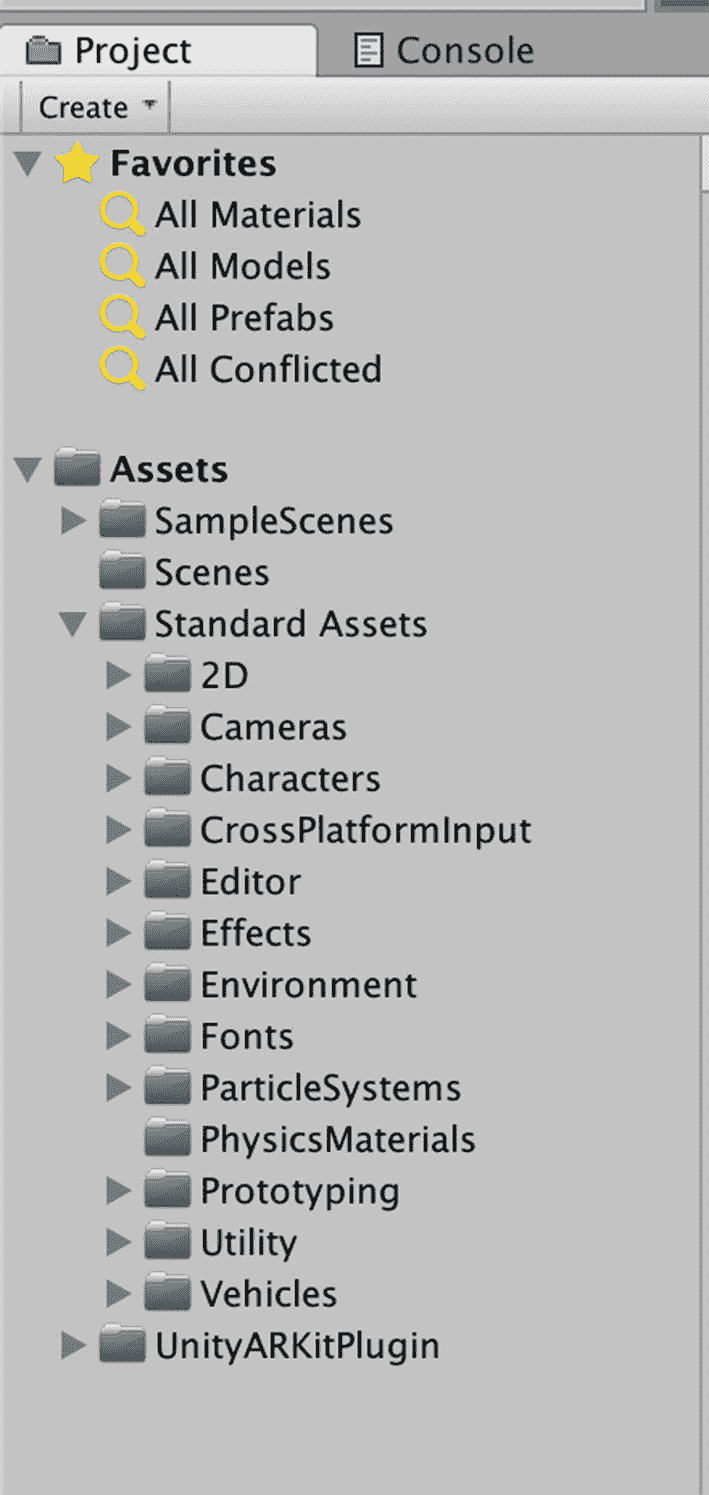 Project Console
Create
Favorites
All Materials
All Models
All Prefabs
All Conflicted
Assets
SampleScenes
Scenes
Standard Assets
2D
Cameras
Characters
CrossPlatformInput
Editor
Effects
Environment
Fonts
ParticleSystems
PhysicsMaterials
Prototyping
Utility
Vehicles
UnityARKitPlugin